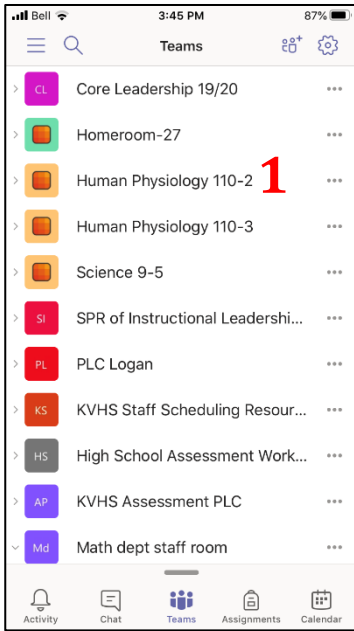 Bell 3:45 PM 87%
Teams
CL Core Leadership 19/20
Homeroom-27
Human Physiology 110-2 1
Human Physiology 110-3
Science 9-5
SI SPR of Instructional Leadershi...
PL PLC Logan
KS KVHS Staff Scheduling Resour...
HS High School Assessment Work...
AP KVHS Assessment PLC
Md Math dept staff room
Activity Chat Teams Assignments Calendar